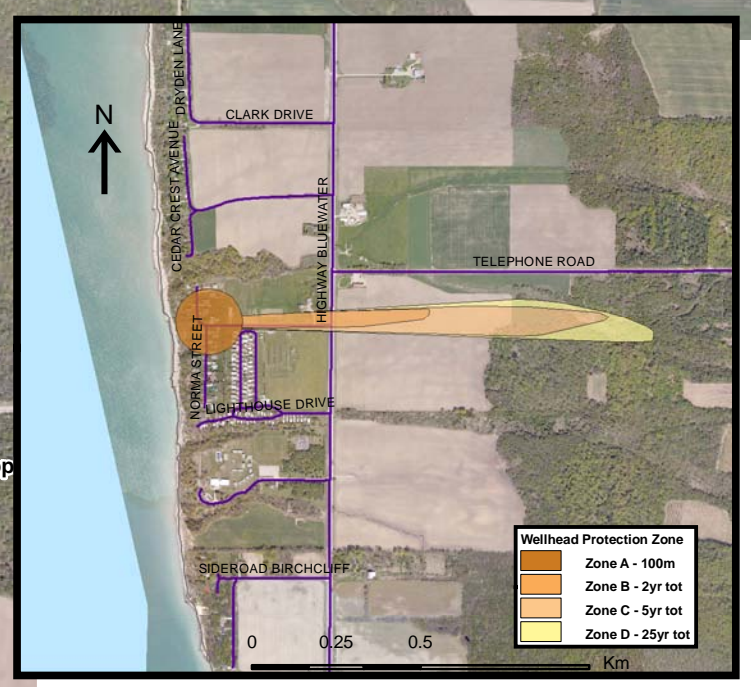 DRYDEN LANE
N
CLARK DRIVE
CEDAR CREST AVENUE
HIGHWAY BLUEWATER
TELEPHONE ROAD
NORMA STREET
LIGHTHOUSE DRIVE
op
Wellhead Protection Zone
Zone A - 100m
Zone B - 2yr tot
Zone C - 5yr tot
Zone D - 25yr tot
SIDEROAD BIRCHCLIFF
0 0.25 0.5
Km